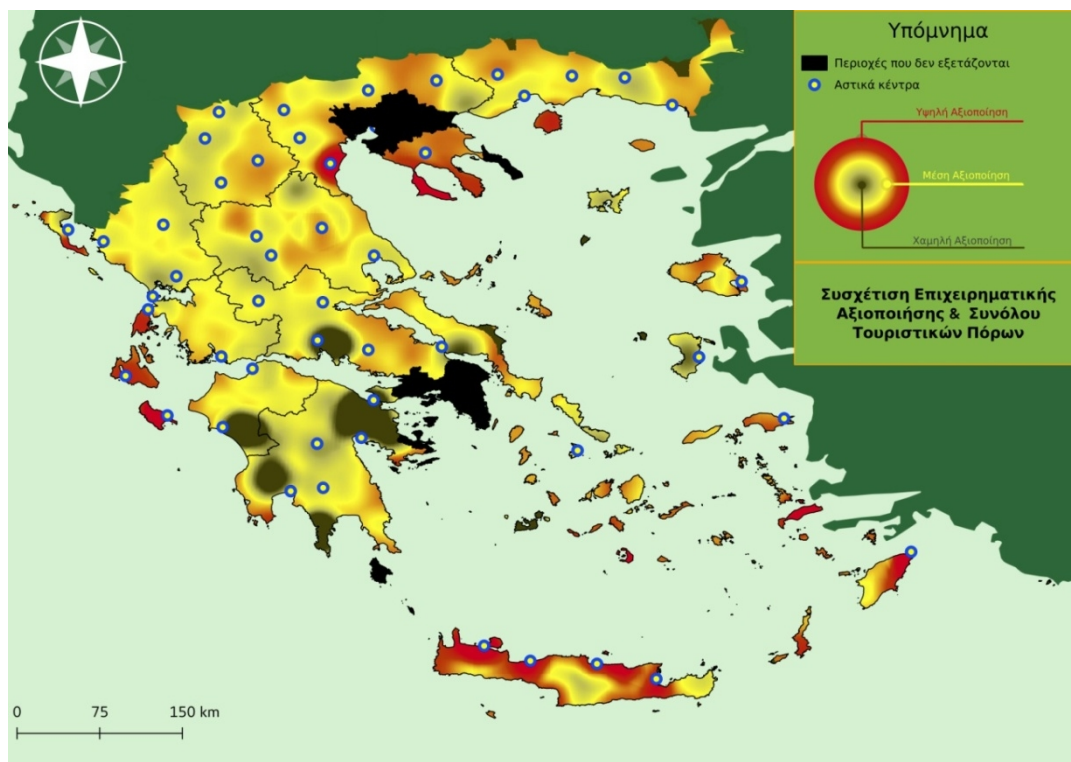 Υπόμνημα
Περιοχές που δεν εξετάζονται
Αστικά κέντρα
Υψηλή Αξιοποίηση
Μέση Αξιοποίηση
Χαμηλή Αξιοποίηση
Συσχέτιση Επιχειρηματικής
Αξιοποιήσης & Συνόλου
Τουριστικών Πόρων
0 75 150 km